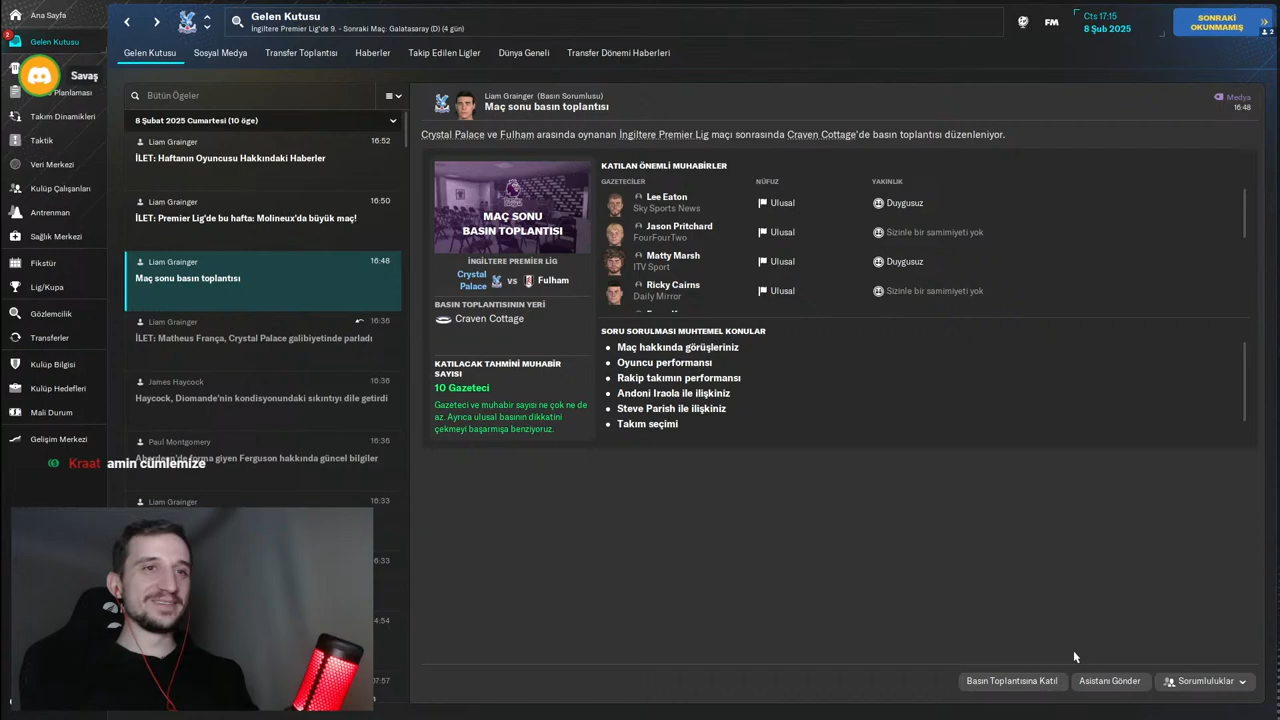 Ana Sayfa
2
Gelen Kutusu
Savaş
Planlaması
Takım Dinamikleri
Taktik
Veri Merkezi
Kulüp Çalışanları
Antrenman
Sağlık Merkezi
Fikstür
Lig/Kupa
Gözlemcilik
Transferler
Kulüp Bilgisi
Kulüp Hedefleri
Mali Durum
Gelişim Merkezi
Gelen Kutusu
İngiltere Premier Lig'de 9. - Sonraki Maç: Galatasaray (D) (4 gün)
FM
Cts 17:15
8 Şub 2025
SONRAKİ
OKUNMAMIŞ
2
Gelen Kutusu
Sosyal Medya
Transfer Toplantısı
Haberler
Takip Edilen Ligler
Dünya Geneli
Transfer Dönemi Haberleri
Bütün Ögeler
8 Şubat 2025 Cumartesi (10 öge)
Liam Grainger 16:52
İLET: Haftanın Oyuncusu Hakkındaki Haberler
Liam Grainger 16:50
İLET: Premier Lig'de bu hafta: Molineux'da büyük maç!
Liam Grainger 16:48
Maç sonu basın toplantısı
Liam Grainger 16:36
İLET: Matheus França, Crystal Palace galibiyetinde parladı
James Haycock 16:36
Haycock, Diomande'nin kondisyonundaki sıkıntıyı dile getirdi
Paul Montgomery 16:36
Aberdeen'de forma giyen Ferguson hakkında güncel bilgiler
Kraat amin cümlemize
Liam Grainger 16:33
Liam Grainger (Basın Sorumlusu)
Maç sonu basın toplantısı
Medya
16:48
Crystal Palace ve Fulham arasında oynanan İngiltere Premier Lig maçı sonrasında Craven Cottage'de basın toplantısı düzenleniyor.
MAÇ SONU
BASIN TOPLANTISI
İNGİLTERE PREMIER LİG
Crystal Palace vs Fulham
BASIN TOPLANTISININ YERİ
Craven Cottage
KATILACAK TAHMİNİ MUHABİR
SAYISI
10 Gazeteci
Gazeteci ve muhabir sayısı ne çok ne de
az. Ayrıca ulusal basının dikkatini
çekmeyi başarmışa benziyoruz.
KATILAN ÖNEMLİ MUHABİRLER
GAZETECİLER NÜFUZ YAKINLIK
Lee Eaton
Sky Sports News
Ulusal
Duygusuz
Jason Pritchard
FourFourTwo
Ulusal
Sizinle bir samimiyeti yok
Matty Marsh
ITV Sport
Ulusal
Duygusuz
Ricky Cairns
Daily Mirror
Ulusal
Sizinle bir samimiyeti yok
SORU SORULMASI MUHTEMEL KONULAR
Maç hakkında görüşleriniz
Oyuncu performansı
Rakip takımın performansı
Andoni Iraola ile ilişkiniz
Steve Parish ile ilişkiniz
Takım seçimi
Basın Toplantısına Katıl
Asistanı Gönder
Sorumluluklar